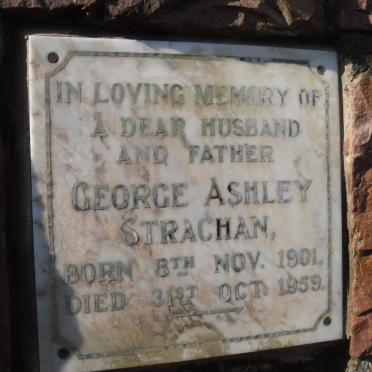 IN LOVING MEMORY OF
A DEAR HUSBAND
AND FATHER
GEORGE ASHLEY
STRACHAN,
BORN 8TH NOV. 1901.
DIED 31ST OCT. 1959.